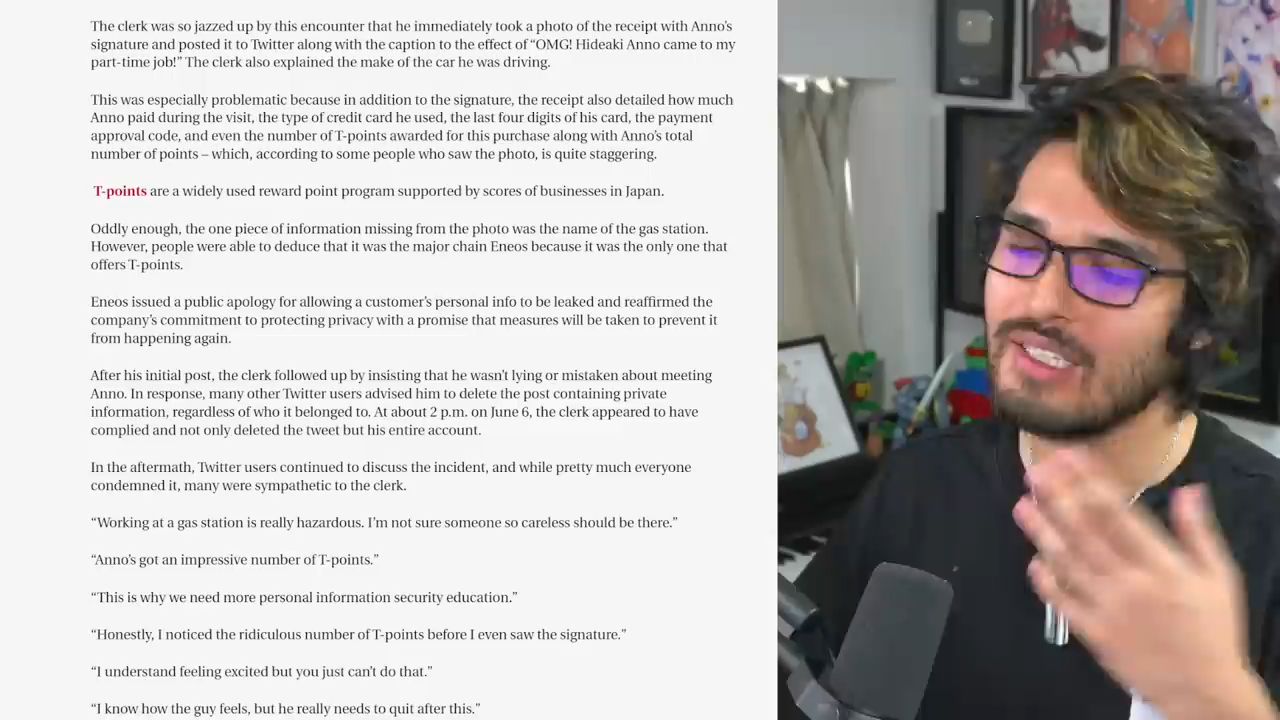 The clerk was so jazzed up by this encounter that he immediately took a photo of the receipt with Anno’s
signature and posted it to Twitter along with the caption to the effect of “OMG! Hideaki Anno came to my
part-time job!” The clerk also explained the make of the car he was driving.
This was especially problematic because in addition to the signature, the receipt also detailed how much
Anno paid during the visit, the type of credit card he used, the last four digits of his card, the payment
approval code, and even the number of T-points awarded for this purchase along with Anno’s total
number of points – which, according to some people who saw the photo, is quite staggering.
T-points are a widely used reward point program supported by scores of businesses in Japan.
Oddly enough, the one piece of information missing from the photo was the name of the gas station.
However, people were able to deduce that it was the major chain Eneos because it was the only one that
offers T-points.
Eneos issued a public apology for allowing a customer’s personal info to be leaked and reaffirmed the
company’s commitment to protecting privacy with a promise that measures will be taken to prevent it
from happening again.
After his initial post, the clerk followed up by insisting that he wasn’t lying or mistaken about meeting
Anno. In response, many other Twitter users advised him to delete the post containing private
information, regardless of who it belonged to. At about 2 p.m. on June 6, the clerk appeared to have
complied and not only deleted the tweet but his entire account.
In the aftermath, Twitter users continued to discuss the incident, and while pretty much everyone
condemned it, many were sympathetic to the clerk.
“Working at a gas station is really hazardous. I’m not sure someone so careless should be there.”
“Anno’s got an impressive number of T-points.”
“This is why we need more personal information security education.”
“Honestly, I noticed the ridiculous number of T-points before I even saw the signature.”
“I understand feeling excited but you just can’t do that.”
“I know how the guy feels, but he really needs to quit after this.”